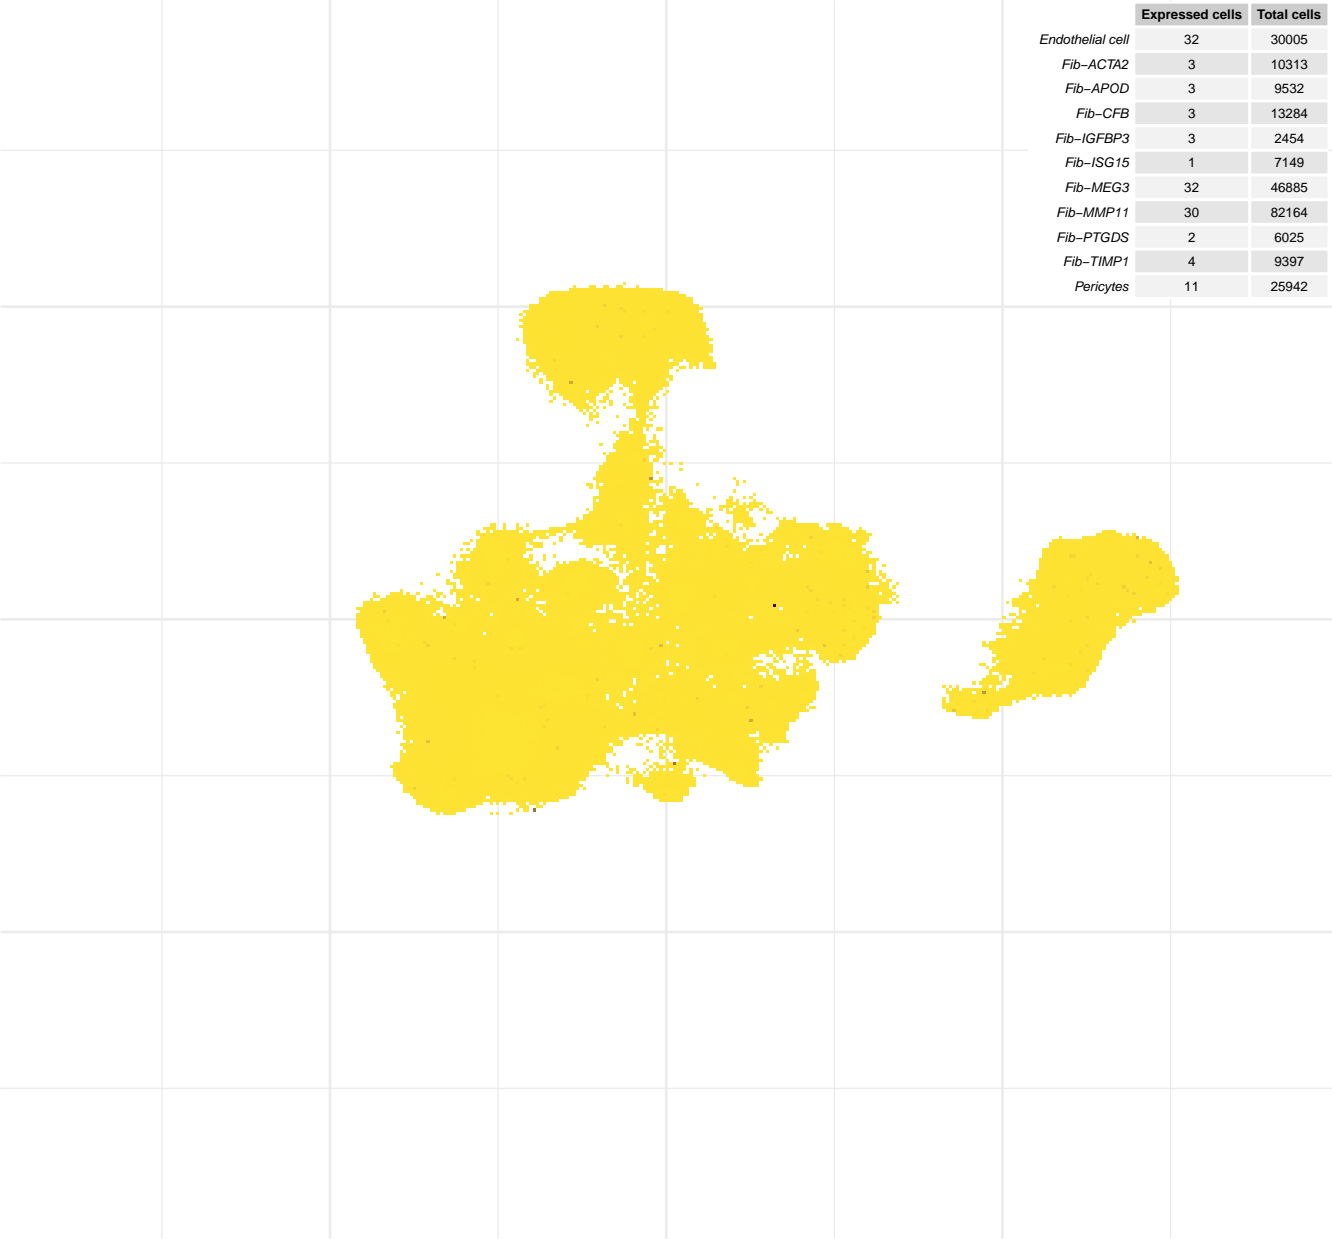 Expressed cells Total cells
Endothelial cell 32 30005
Fib−ACTA2 3 10313
Fib−APOD 3 9532
Fib−CFB 3 13284
Fib−IGFBP3 3 2454
Fib−ISG15 1 7149
Fib−MEG3 32 46885
Fib−MMP11 30 82164
Fib−PTGDS 2 6025
Fib−TIMP1 4 9397
Pericytes 11 25942